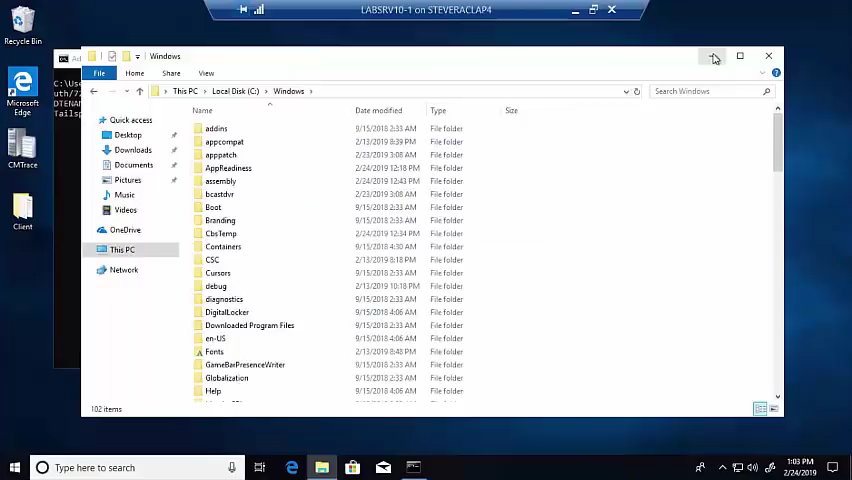 LABSRV10-1 on STEVERACLAP4
Recycle Bin
Microsoft
Edge
CMTrace
Client
Windows
File Home Share View
This PC > Local Disk (C:) > Windows >
Search Windows
Name Date modified Type Size
Quick access
Desktop
Downloads
Documents
Pictures
Music
Videos
OneDrive
This PC
Network
addins 9/15/2018 2:33 AM File folder
appcompat 2/13/2019 8:39 PM File folder
apppatch 2/23/2019 3:08 AM File folder
AppReadiness 2/24/2019 12:18 PM File folder
assembly 2/24/2019 12:43 PM File folder
bcastdvr 2/23/2019 3:08 AM File folder
Boot 9/15/2018 2:33 AM File folder
Branding 9/15/2018 2:33 AM File folder
CbsTemp 2/24/2019 12:34 PM File folder
Containers 9/15/2018 4:30 AM File folder
CSC 2/13/2019 8:18 PM File folder
Cursors 9/15/2018 2:33 AM File folder
debug 2/13/2019 10:18 PM File folder
diagnostics 9/15/2018 2:33 AM File folder
DigitalLocker 9/15/2018 4:06 AM File folder
Downloaded Program Files 9/15/2018 2:33 AM File folder
en-US 9/15/2018 4:06 AM File folder
Fonts 2/13/2019 8:48 PM File folder
GameBarPresenceWriter 9/15/2018 2:33 AM File folder
Globalization 9/15/2018 2:33 AM File folder
Help 9/15/2018 4:06 AM File folder
102 items
C:\Use
uth/72
DTENAM
Tailsp
Type here to search
1:03 PM
2/24/2019